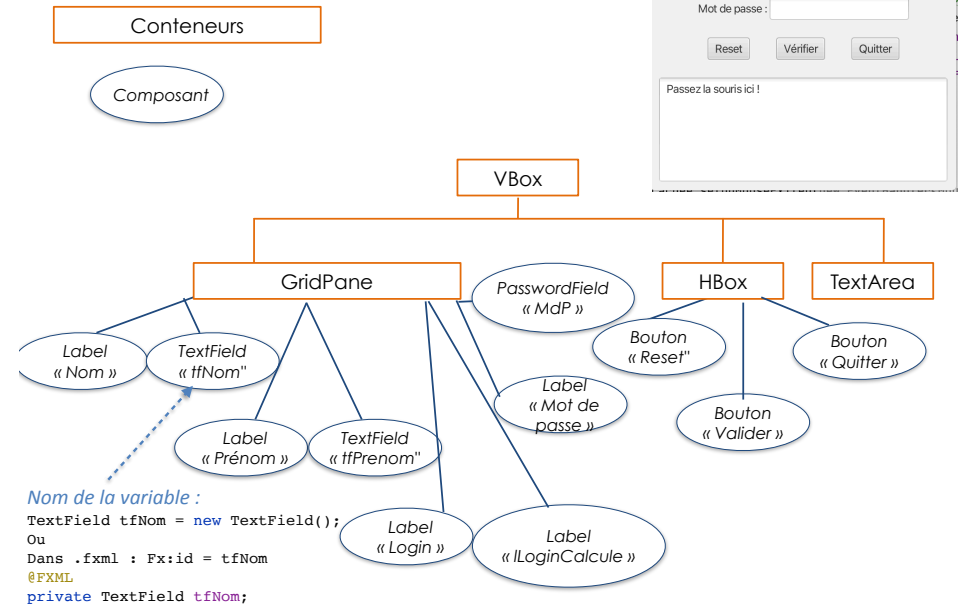 Conteneurs
Composant
Mot de passe :
Reset
Vérifier
Quitter
Passez la souris ici !
VBox
GridPane
HBox
TextArea
PasswordField
« MdP »
Label
« Nom »
TextField
« tfNom"
Bouton
« Reset"
Bouton
« Quitter »
Label
« Mot de
passe »
Bouton
« Valider »
Label
« Prénom »
TextField
« tfPrenom"
Label
« Login »
Label
« lLoginCalcule »
Nom de la variable :
TextField tfNom = new TextField();
Ou
Dans .fxml : Fx:id = tfNom
@FXML
private TextField tfNom;